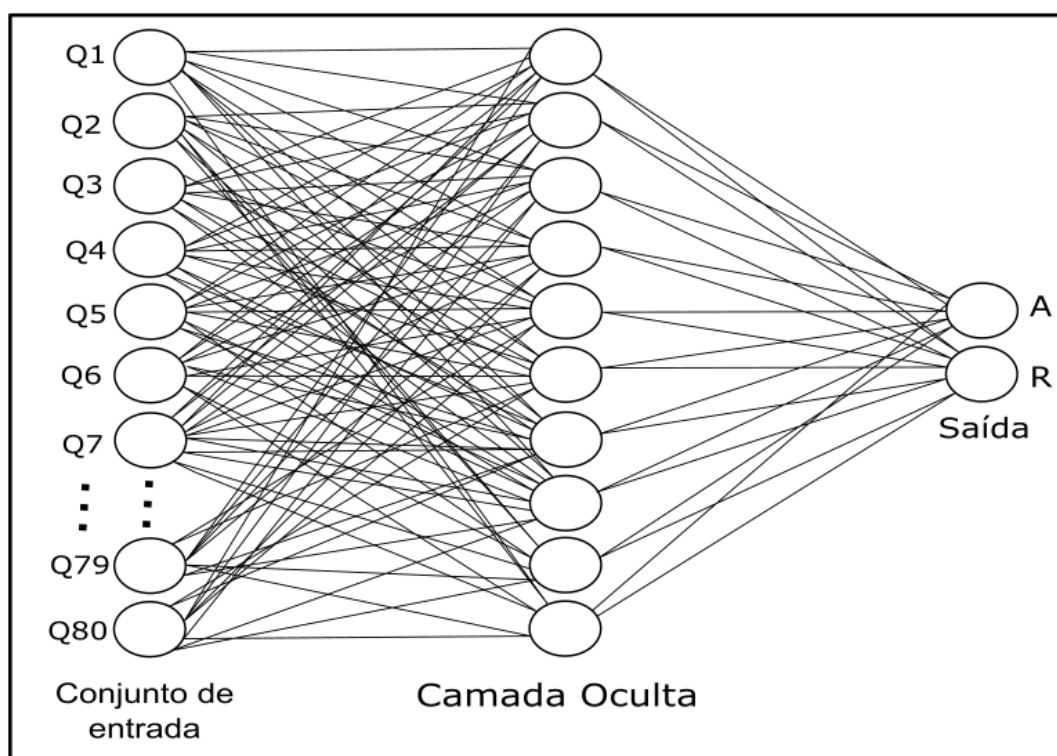 Q1
Q2
Q3
Q4
Q5
Q6
Q7
Q79
Q80
Conjunto de
entrada
Camada Oculta
A
R
Saída